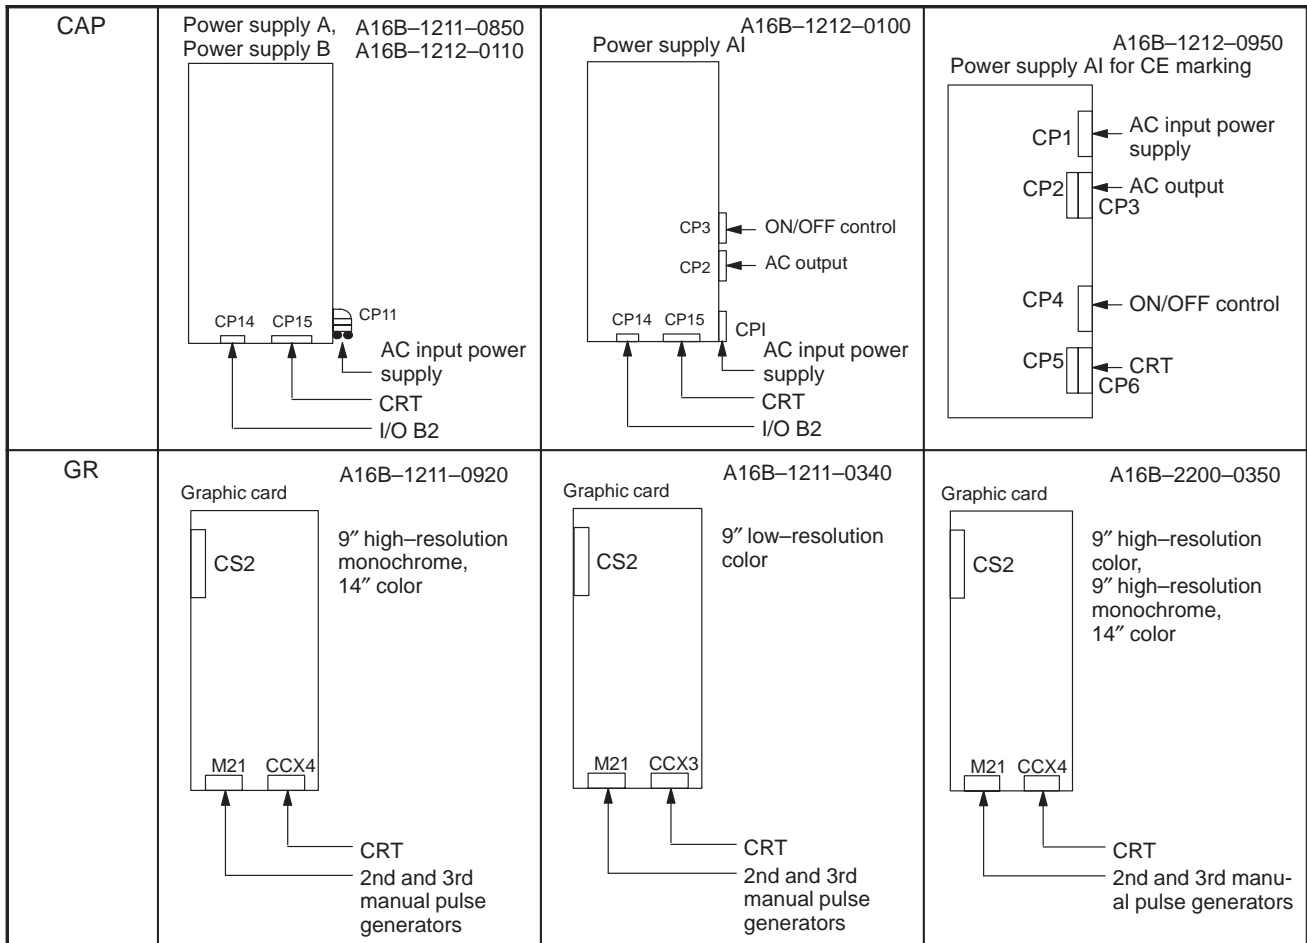 CAP
Power supply A, A16B–1211–0850
Power supply B A16B–1212–0110
CP14 CP15 CP11
AC input power
supply
CRT
I/O B2
A16B–1212–0100
Power supply AI
CP3 ON/OFF control
CP2 AC output
CP14 CP15 CPI
AC input power
supply
CRT
I/O B2
A16B–1212–0950
Power supply AI for CE marking
CP1 AC input power
supply
CP2 AC output
CP3
CP4 ON/OFF control
CP5 CRT
CP6
GR
A16B–1211–0920
Graphic card
9″ high–resolution
monochrome,
14″ color
CS2
M21 CCX4
CRT
2nd and 3rd
manual pulse
generators
A16B–1211–0340
Graphic card
9″ low–resolution
color
CS2
M21 CCX3
CRT
2nd and 3rd
manual pulse
generators
A16B–2200–0350
Graphic card
9″ high–resolution
color,
9″ high–resolution
monochrome,
14″ color
CS2
M21 CCX4
CRT
2nd and 3rd manu-
al pulse generators